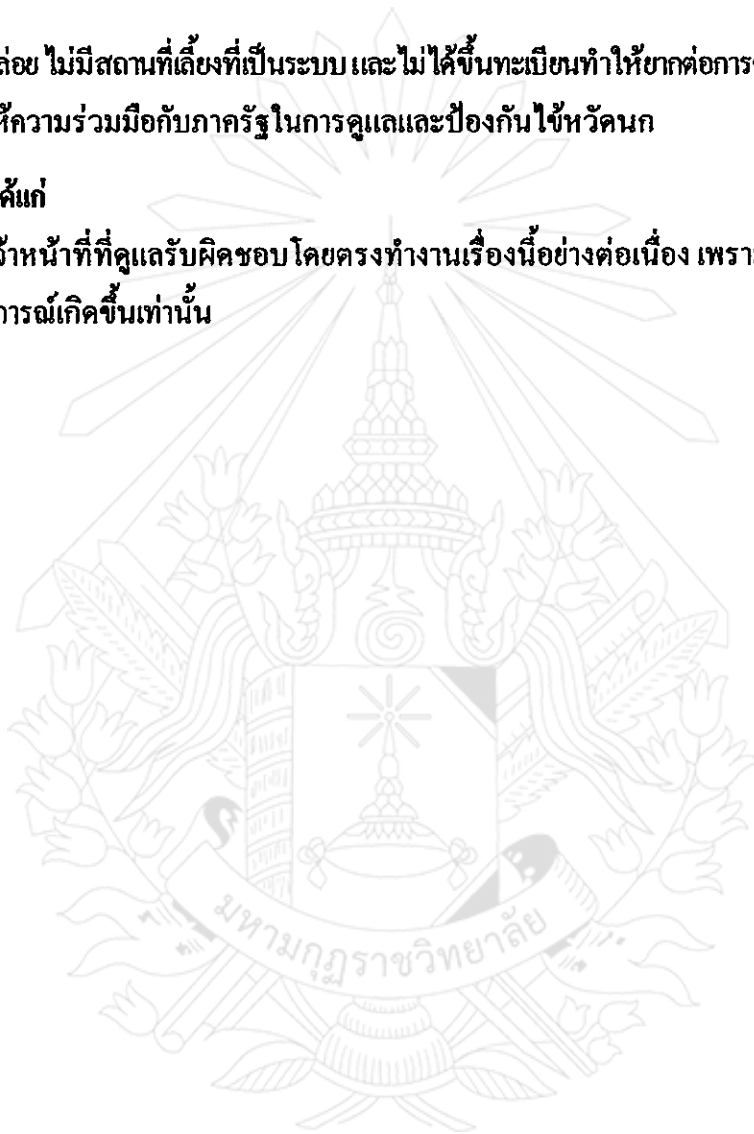 ล่อย ไม่มีสถานที่เลี้ยงที่เป็นระบบ และไม่ได้ขึ้นทะเบียนทำให้ยากต่อการ
ห้ความร่วมมือกับภาครัฐในการดูแลและป้องกันไข้หวัดนก
ด้แก่
จ้าหน้าที่ที่ดูแลรับผิดชอบโดยตรงทำงานเรื่องนี้อย่างต่อเนื่อง เพรา
การณ์เกิดขึ้นเท่านั้น
มหามกุฏราชวิทยาลัย